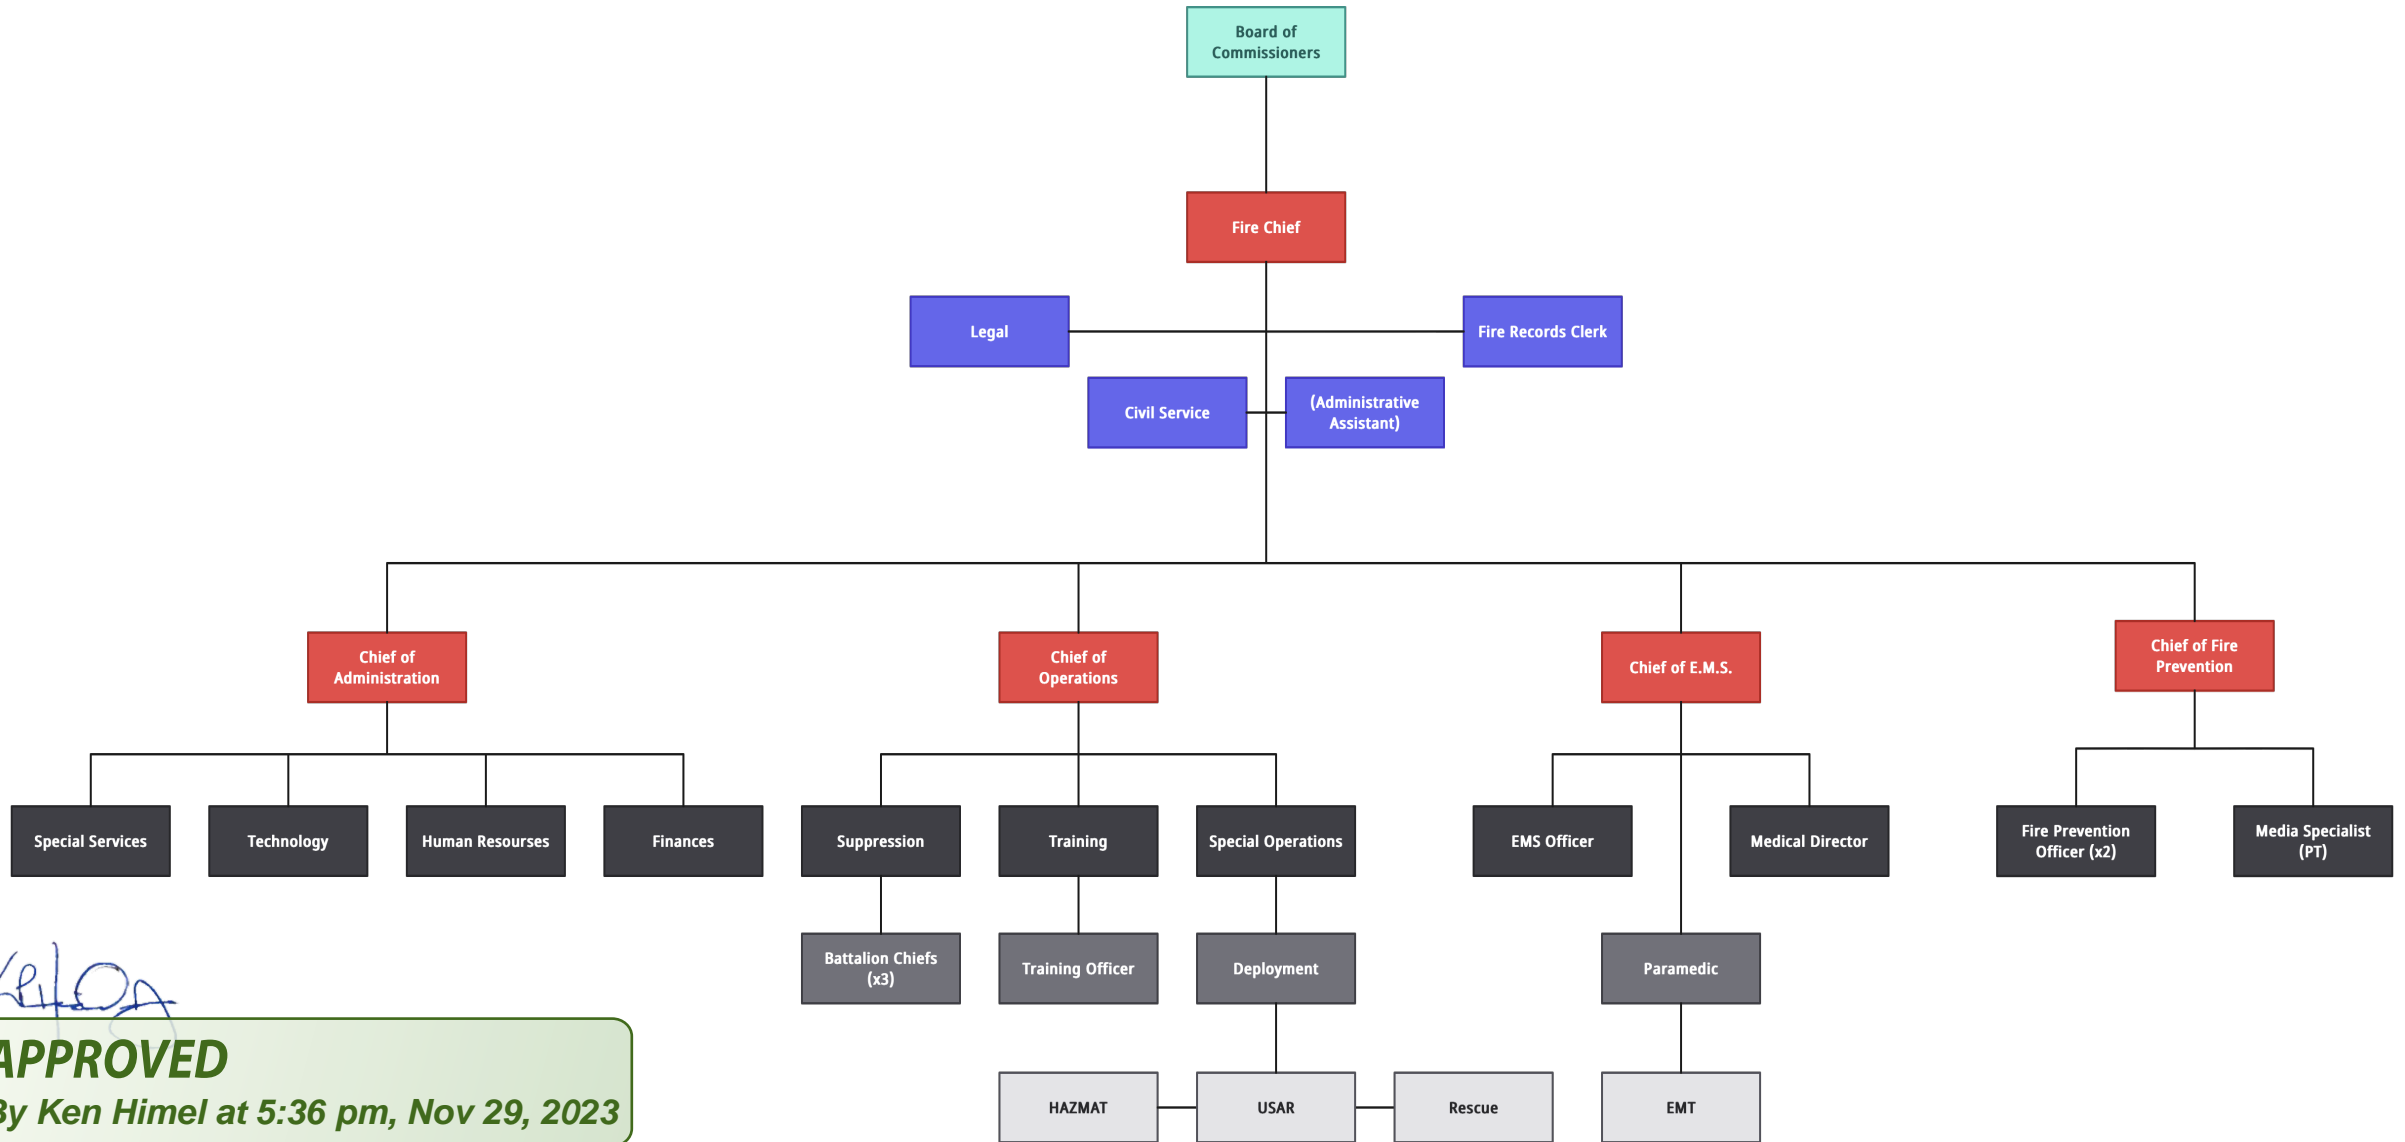 Board of
Commissioners
Fire Chief
Legal
Fire Records Clerk
Civil Service
(Administrative
Assistant)
Chief of
Administration
Chief of
Operations
Chief of E.M.S.
Chief of Fire
Prevention
Special Services
Technology
Human Resourses
Finances
Suppression
Training
Special Operations
EMS Officer
Medical Director
Fire Prevention
Officer (x2)
Media Specialist
(PT)
Battalion Chiefs
(x3)
Training Officer
Deployment
Paramedic
HAZMAT
USAR
Rescue
EMT
APPROVED
By Ken Himel at 5:36 pm, Nov 29, 2023